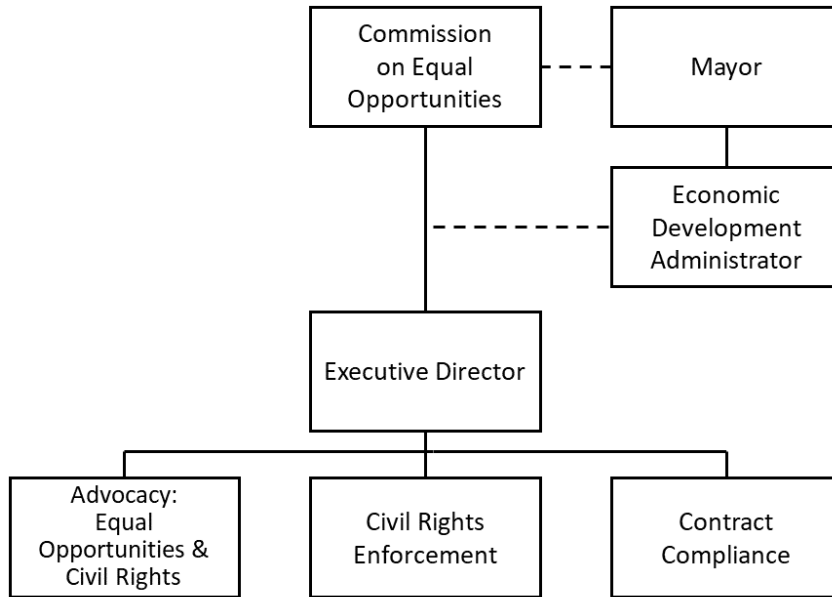 Commission
on Equal
Opportunities
Mayor
Economic
Development
Administrator
Executive Director
Advocacy:
Equal
Opportunities &
Civil Rights
Civil Rights
Enforcement
Contract
Compliance